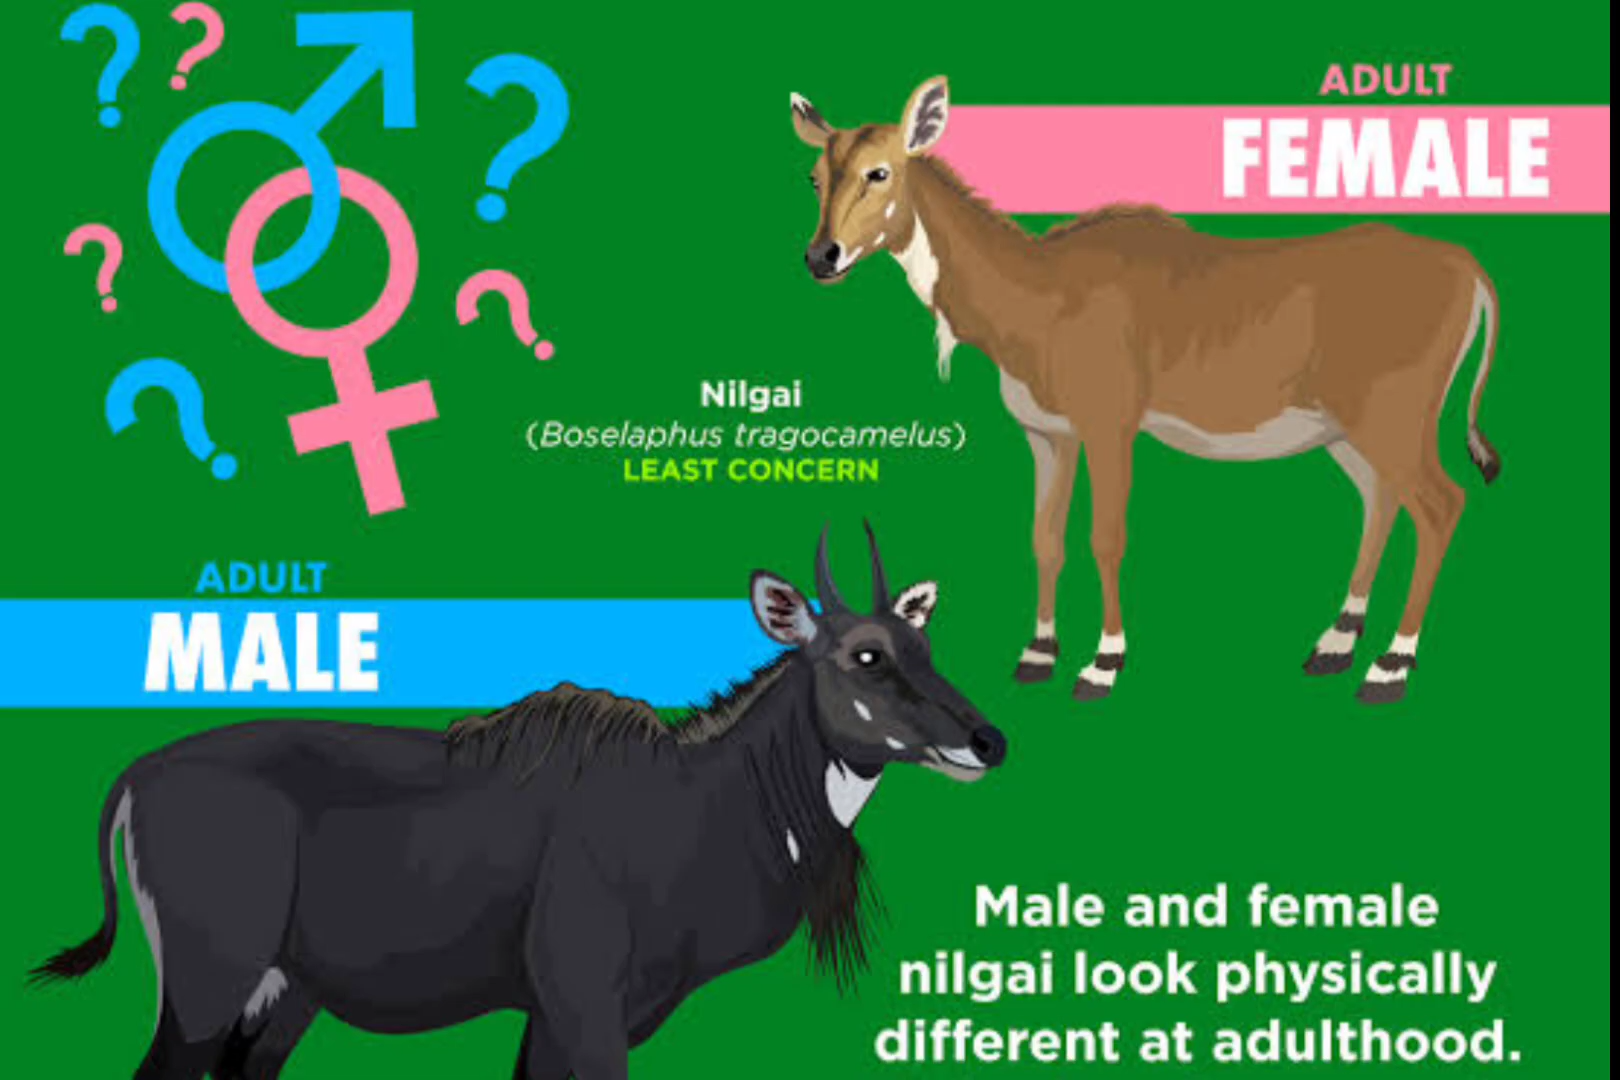 ADULT
FEMALE
Nilgai
(Boselaphus tragocamelus)
LEAST CONCERN
ADULT
MALE
Male and female
nilgai look physically
different at adulthood.